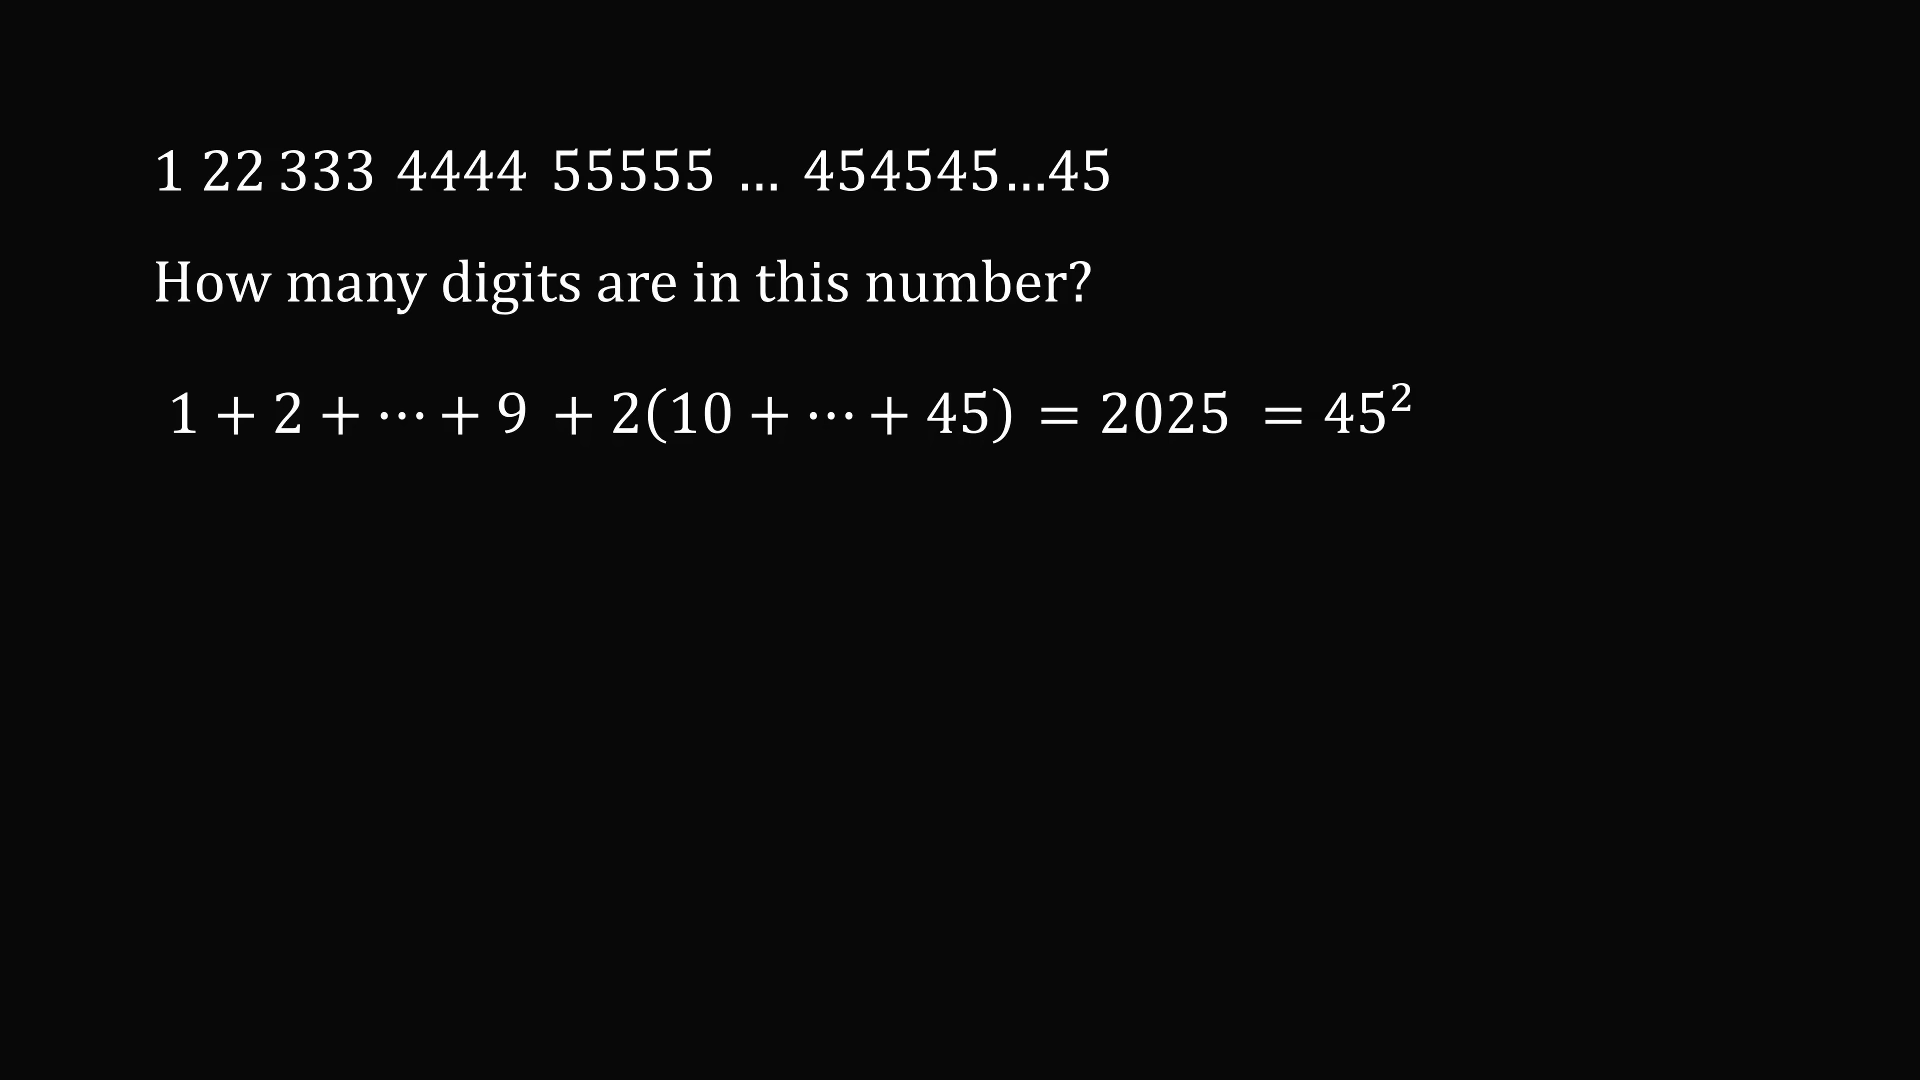 1 22 333 4444 55555 ... 454545...45
How many digits are in this number?
1 + 2 + ⋯ + 9 + 2(10 + ⋯ + 45) = 2025 = 45²